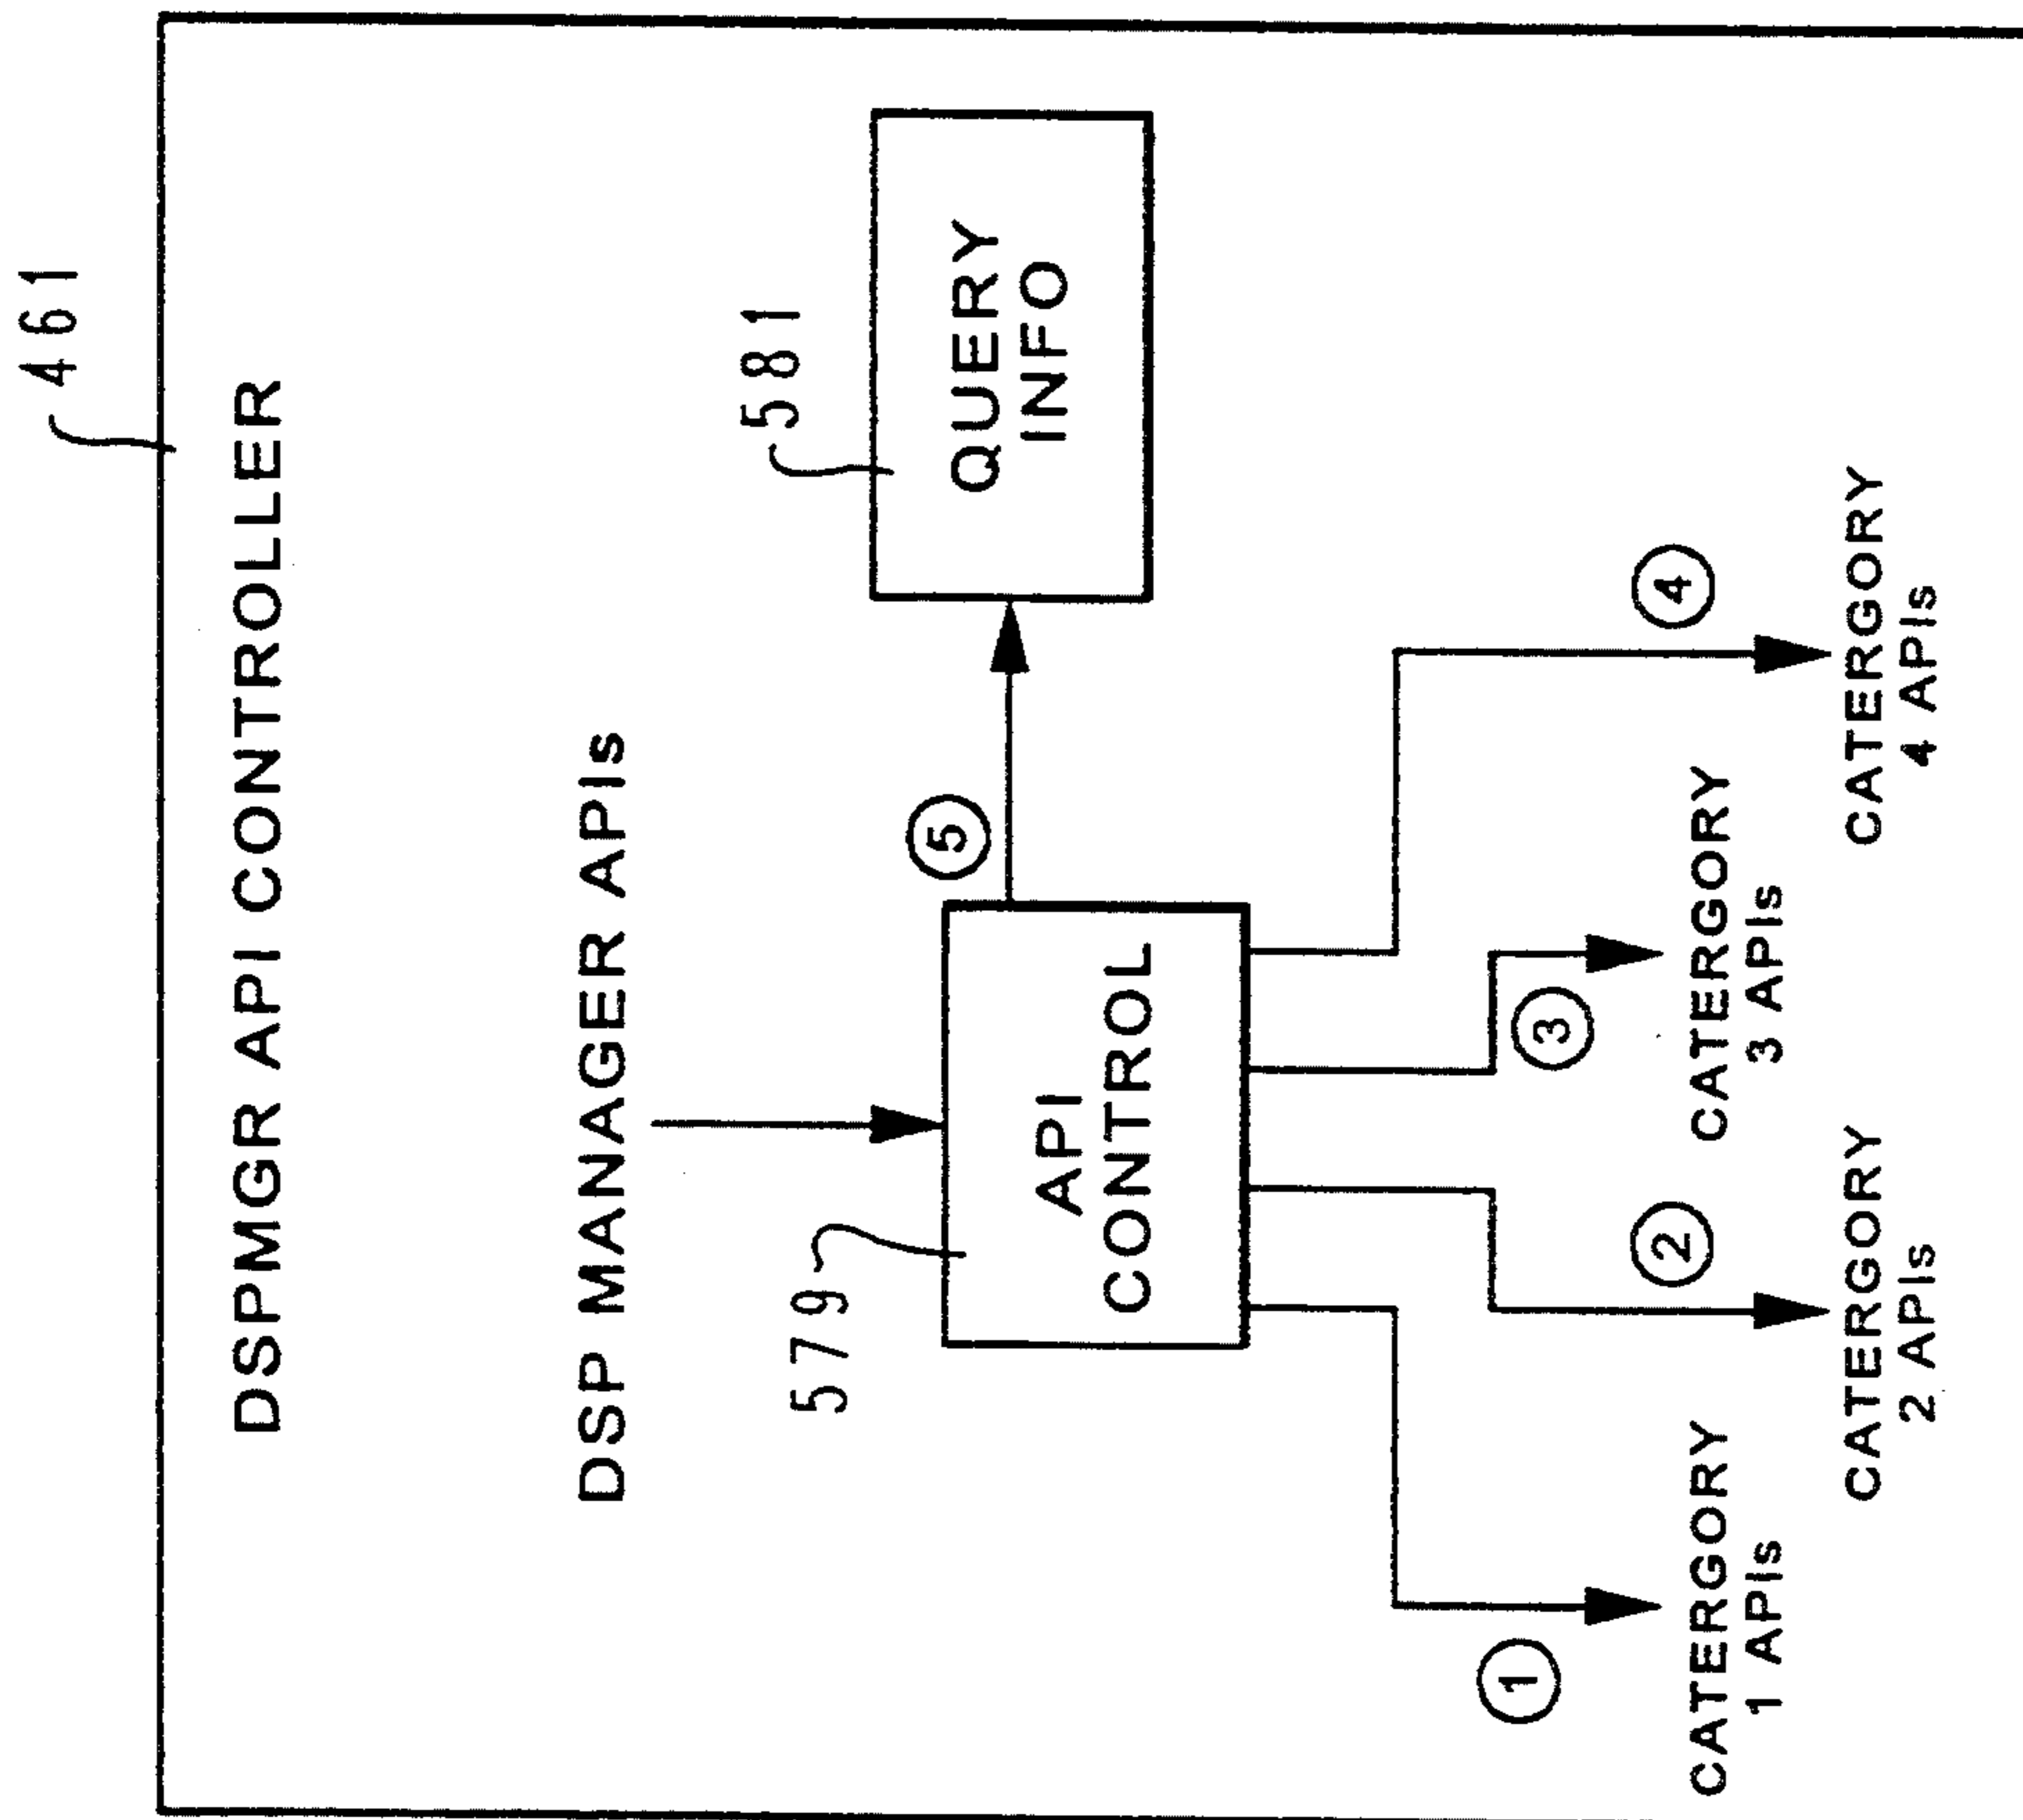 461
DSPMGR API CONTROLLER
DSP MANAGER APIs
579
581
API
CONTROL
5
QUERY
INFO
1
2
3
4
CATERGORY
1 APIs
CATERGORY
2 APIs
CATERGORY
3 APIs
CATERGORY
4 APIs